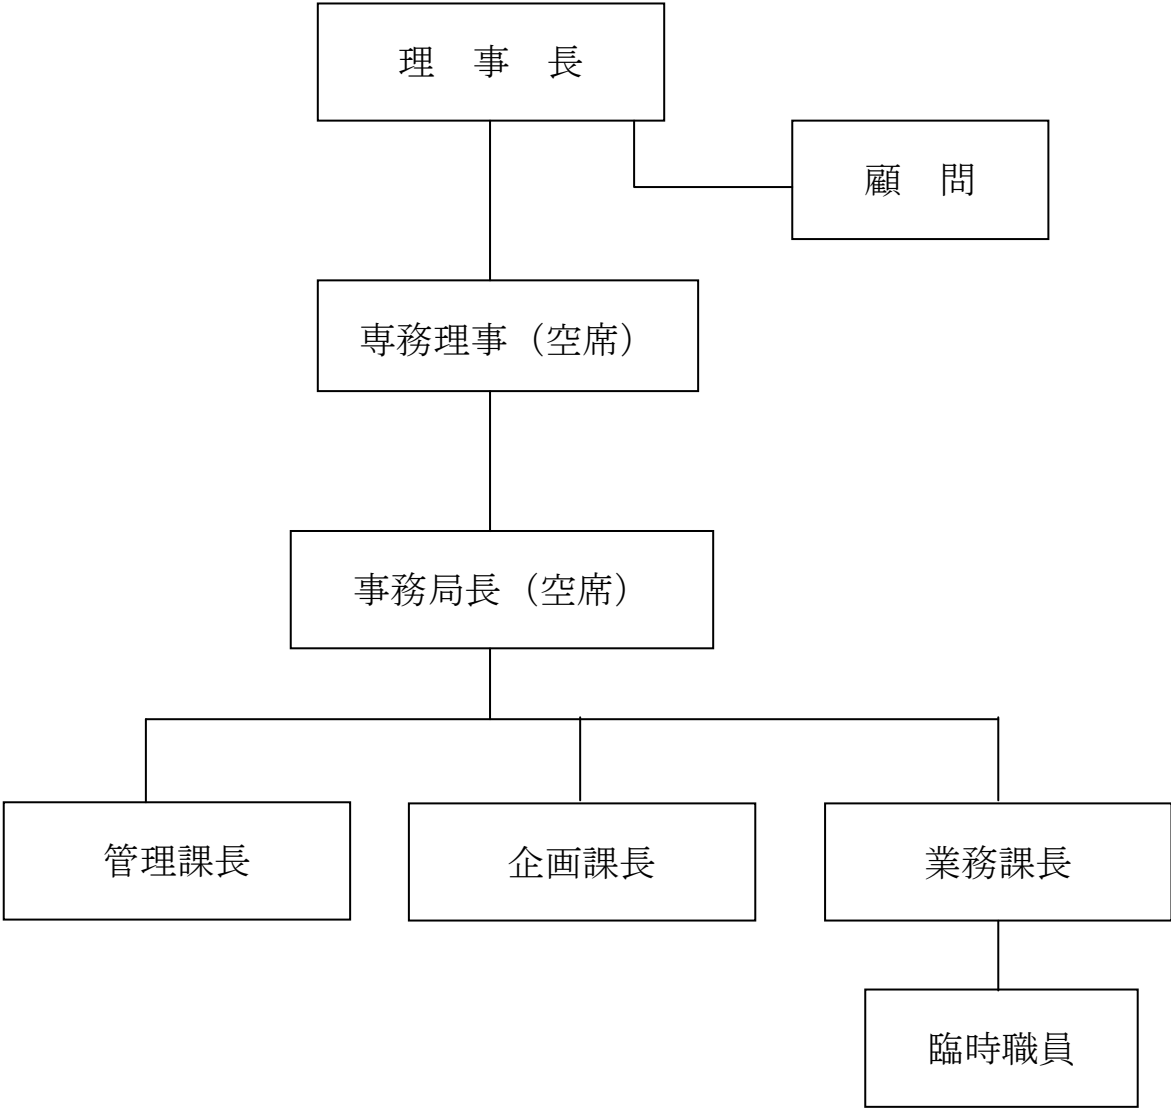 理　事　長
顧　問
専務理事（空席）
事務局長（空席）
管理課長
企画課長
業務課長
臨時職員